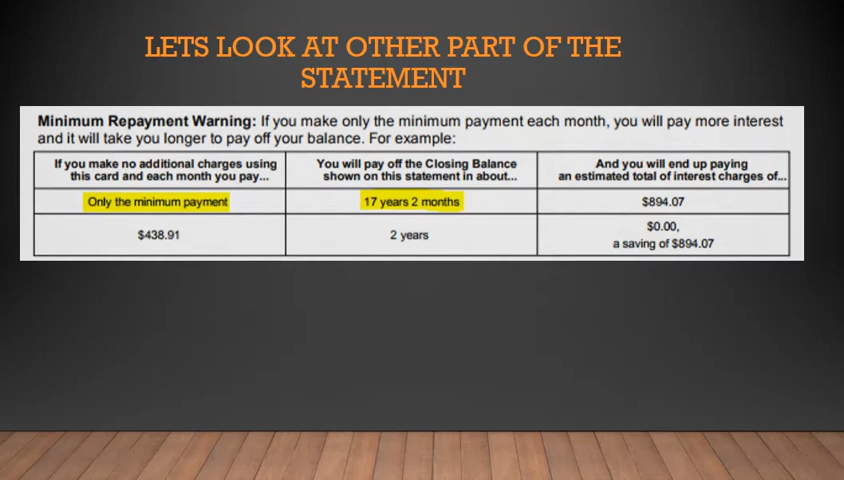 LETS LOOK AT OTHER PART OF THE
STATEMENT
Minimum Repayment Warning: If you make only the minimum payment each month, you will pay more interest
and it will take you longer to pay off your balance. For example:
If you make no additional charges using
this card and each month you pay...
You will pay off the Closing Balance
shown on this statement in about...
And you will end up paying
an estimated total of interest charges of...
Only the minimum payment
17 years 2 months
$894.07
$438.91
2 years
$0.00,
a saving of $894.07